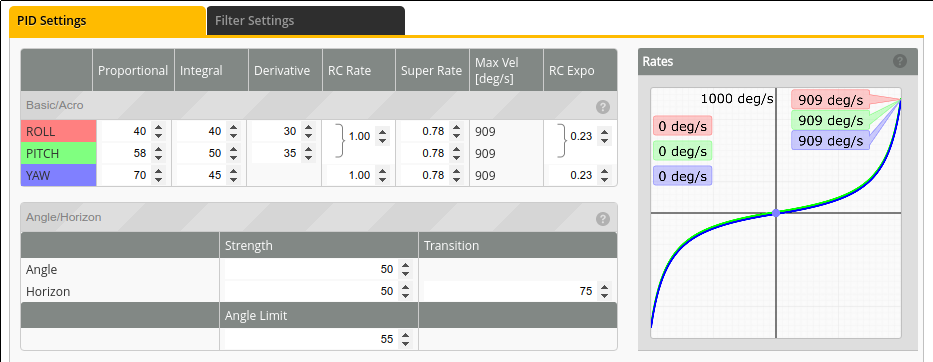 PID Settings
Filter Settings
Proportional Integral Derivative RC Rate Super Rate Max Vel [deg/s] RC Expo
Basic/Acro
ROLL 40 40 30 1.00 0.78 909 0.23
PITCH 58 50 35 0.78 909
YAW 70 45 1.00 0.78 909 0.23
Angle/Horizon
Strength Transition
Angle 50
Horizon 50 75
Angle Limit
55
Rates
1000 deg/s
909 deg/s
909 deg/s
909 deg/s
0 deg/s
0 deg/s
0 deg/s